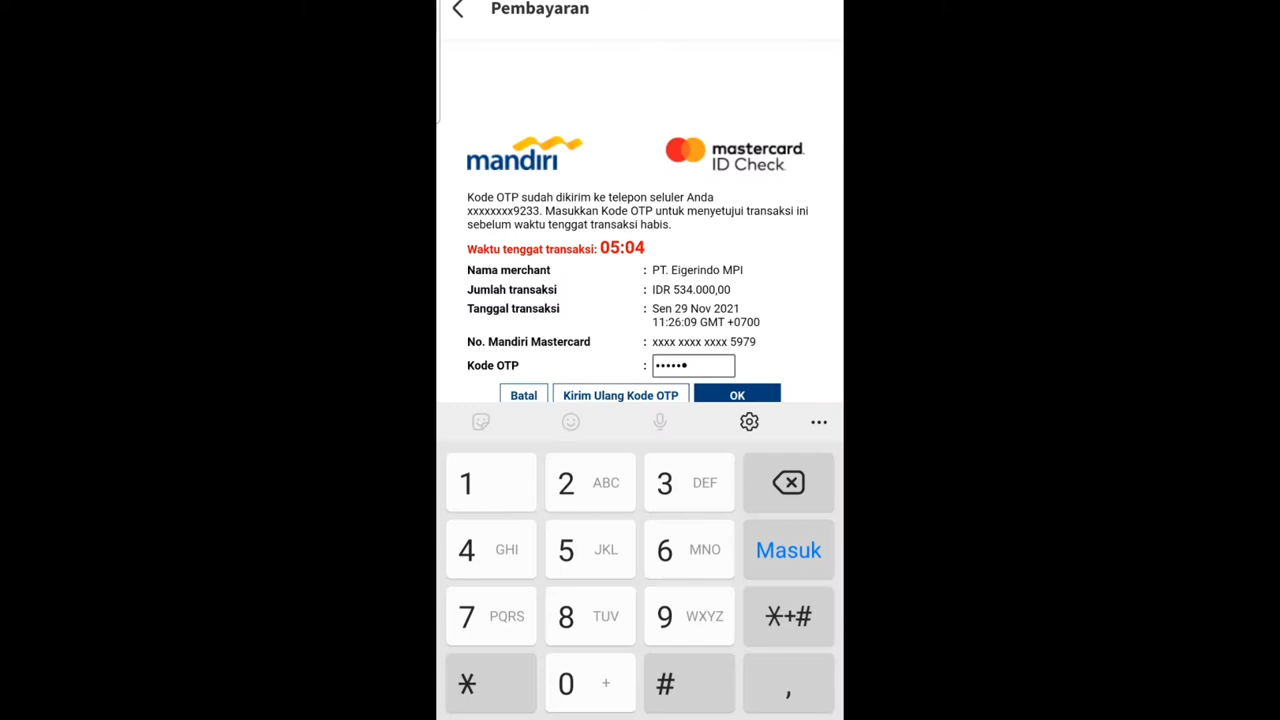 Pembayaran
mandiri
mastercard.
ID Check.
Kode OTP sudah dikirim ke telepon seluler Anda
xxxxxxxx9233. Masukkan Kode OTP untuk menyetujui transaksi ini
sebelum waktu tenggat transaksi habis.
Waktu tenggat transaksi: 05:04
Nama merchant : PT. Eigerindo MPI
Jumlah transaksi : IDR 534.000,00
Tanggal transaksi : Sen 29 Nov 2021
11:26:09 GMT +0700
No. Mandiri Mastercard : xxxx xxxx xxxx 5979
Kode OTP : ••••••
Batal Kirim Ulang Kode OTP OK
1 2 ABC 3 DEF
4 GHI 5 JKL 6 MNO Masuk
7 PQRS 8 TUV 9 WXYZ *+#
* 0 + # ,